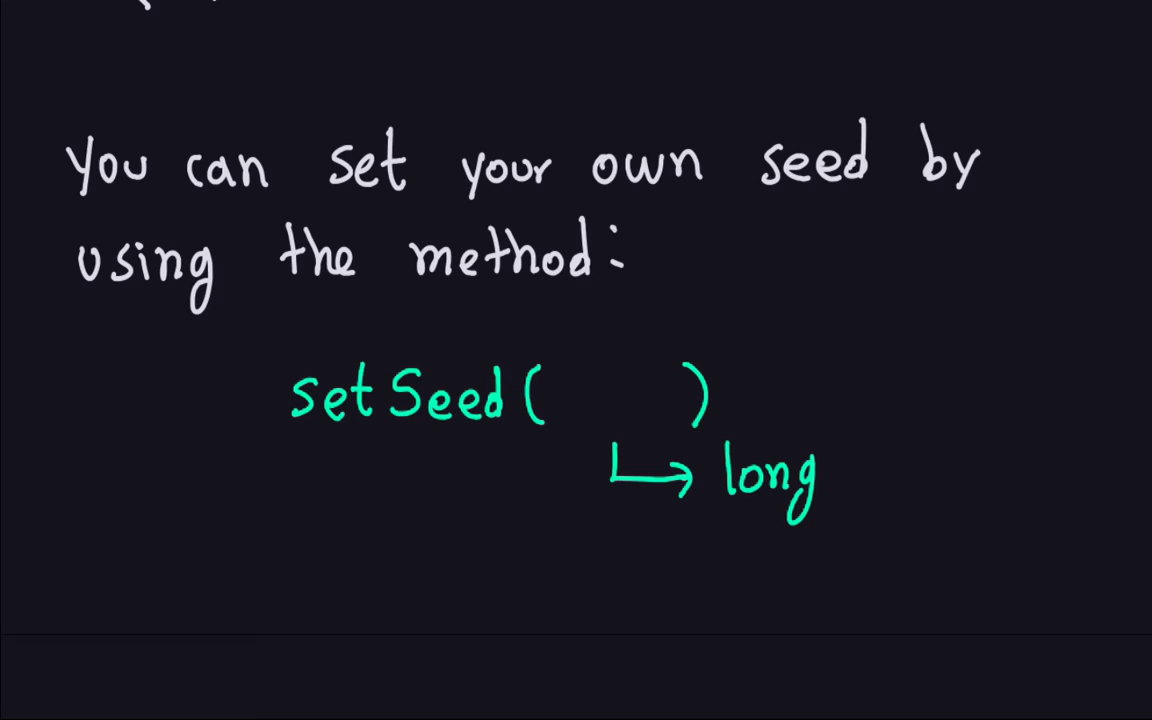 You can set your own seed by
using the method:
setSeed( )
long